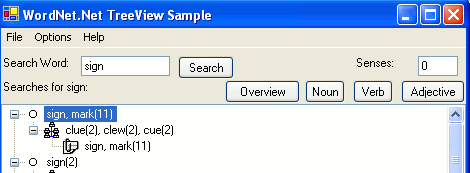 WordNet.Net TreeView Sample
File Options Help
Search Word: sign Search Senses: 0
Searches for sign: Overview Noun Verb Adjective
sign, mark(11)
clue(2), clew(2), cue(2)
sign, mark(11)
sign(2)